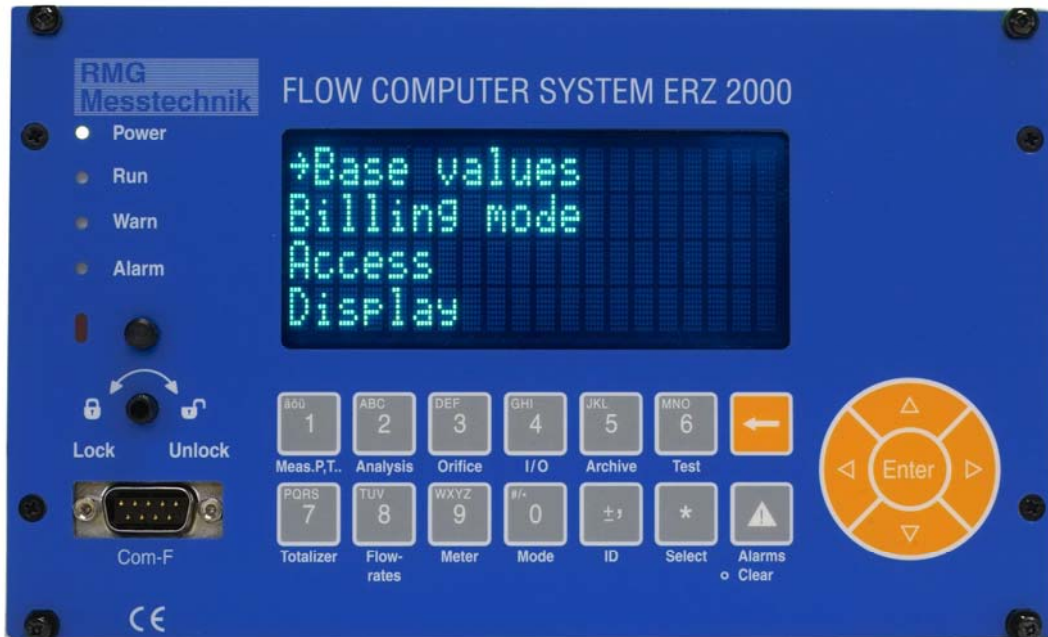 RMG
Messtechnik
FLOW COMPUTER SYSTEM ERZ 2000
Power
Run
Warn
Alarm
→Base values
Billing mode
Access
Display
Lock Unlock
Com-F
äöü ABC DEF GHI JKL MNO
1 2 3 4 5 6
Meas.P,T.. Analysis Orifice I/O Archive Test
PQRS TUV WXYZ #/*
7 8 9 0 ±, *
Totalizer Flow-rates Meter Mode ID Select Alarms
Clear
Enter
CE